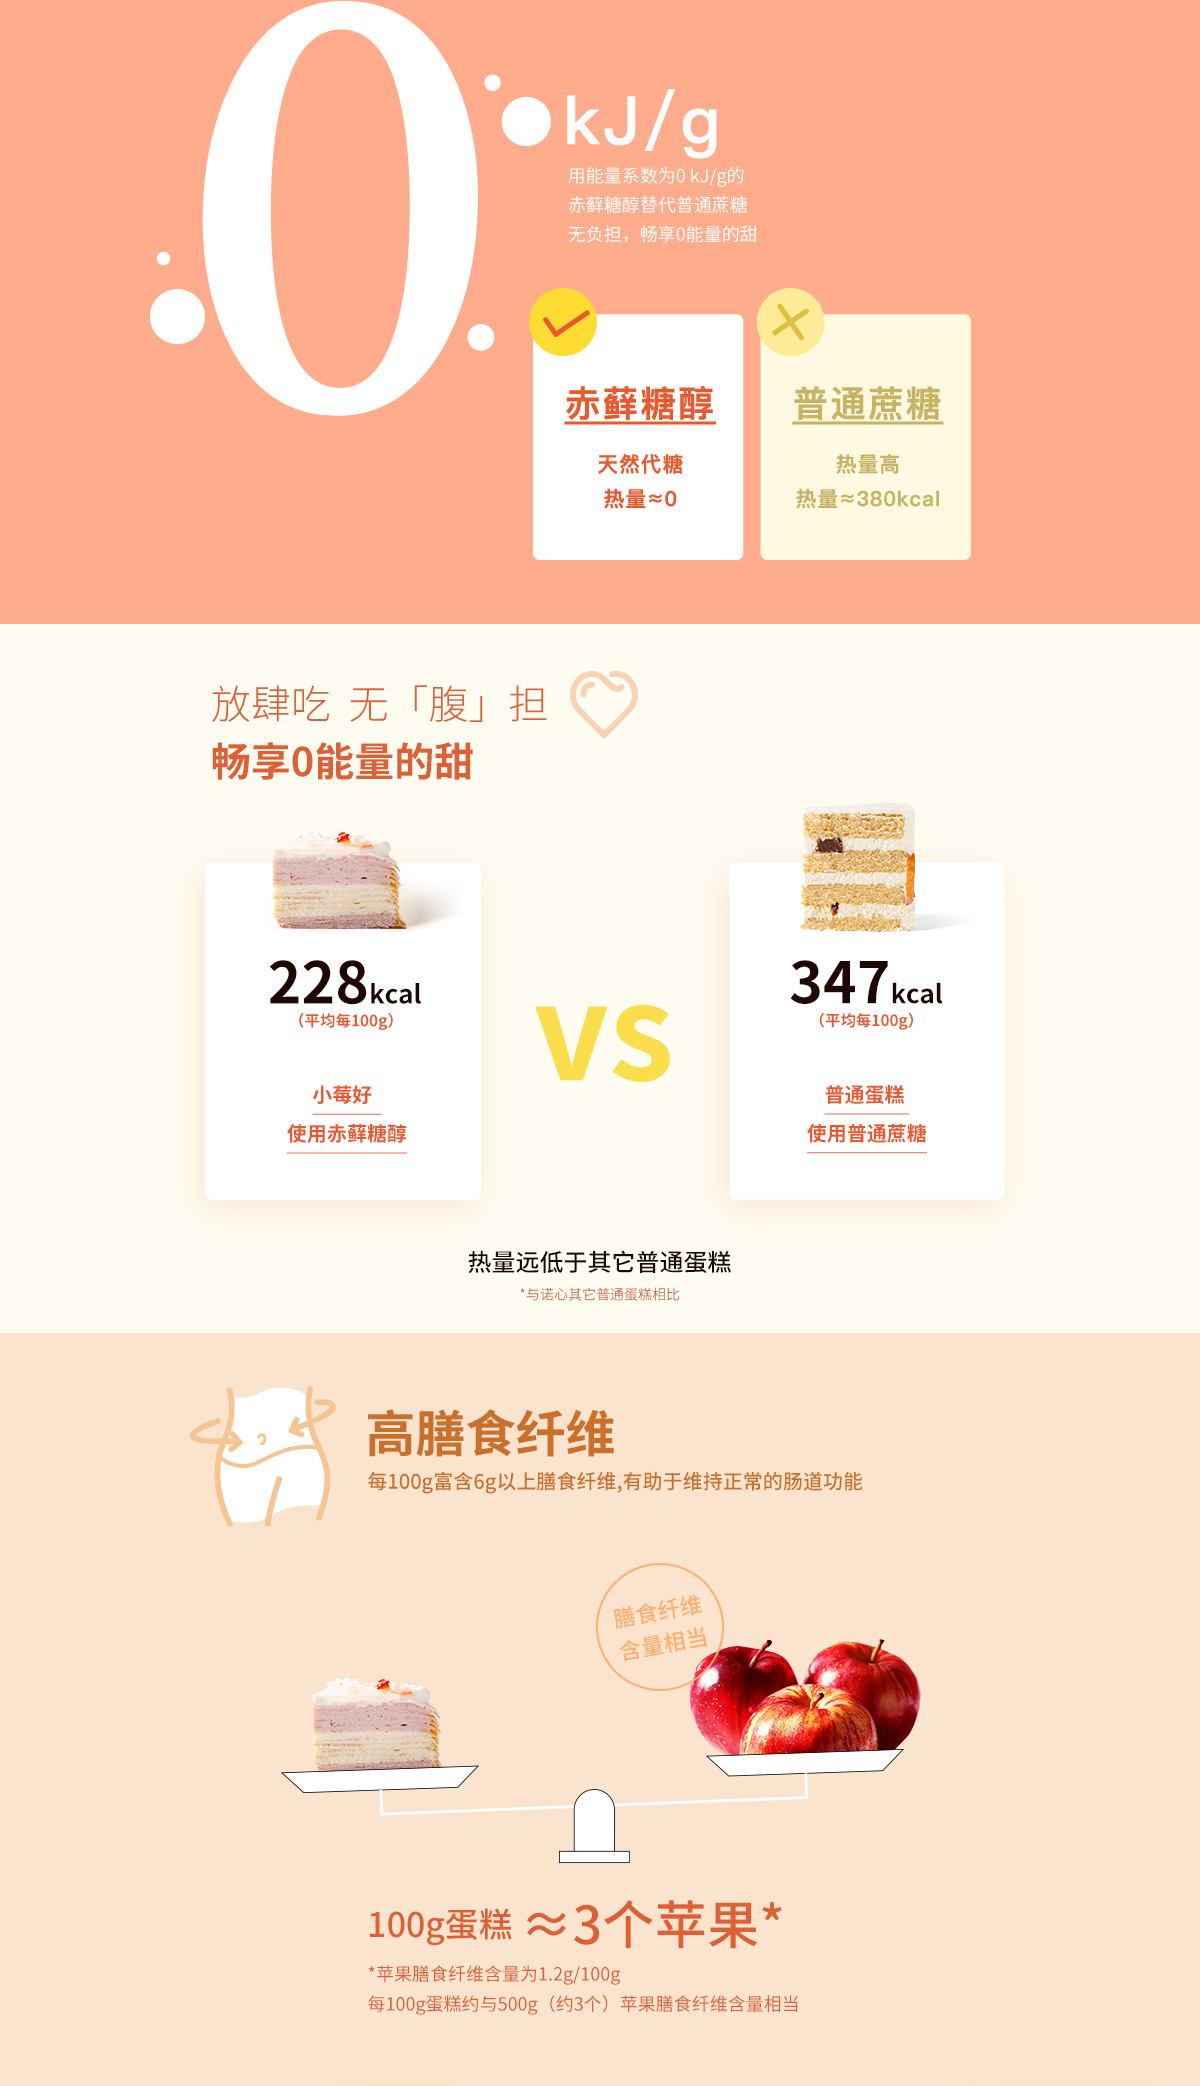 0 kJ/g
用能量系数为0 kJ/g的
赤藓糖醇替代普通蔗糖
无负担，畅享0能量的甜
赤藓糖醇
天然代糖
热量≈0
普通蔗糖
热量高
热量≈380kcal
放肆吃 无「腹」担
畅享0能量的甜
228kcal
（平均每100g）
小莓好
使用赤藓糖醇
VS
347kcal
（平均每100g）
普通蛋糕
使用普通蔗糖
热量远低于其它普通蛋糕
*与诺心其它普通蛋糕相比
高膳食纤维
每100g富含6g以上膳食纤维,有助于维持正常的肠道功能
膳食纤维
含量相当
100g蛋糕 ≈3个苹果*
*苹果膳食纤维含量为1.2g/100g
每100g蛋糕约与500g（约3个）苹果膳食纤维含量相当